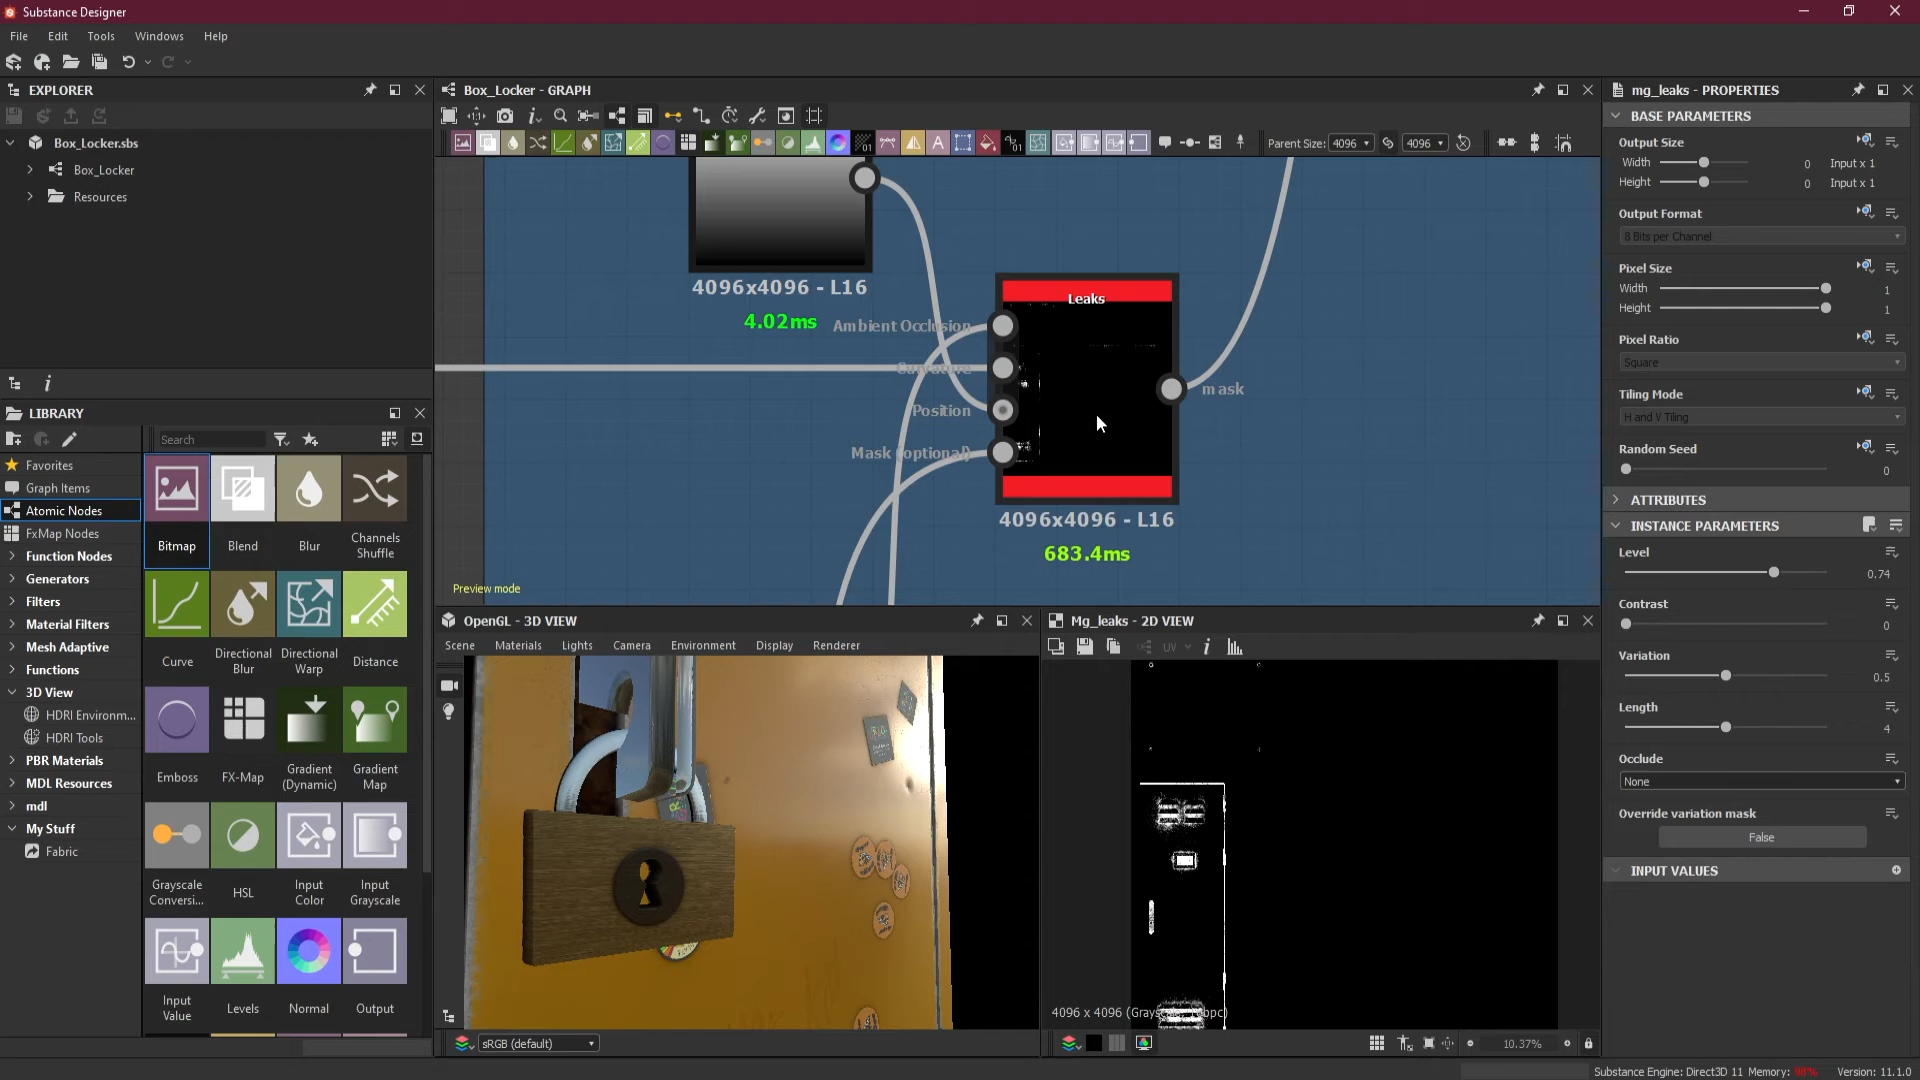 Substance Designer
File Edit Tools Windows Help
EXPLORER
Box_Locker.sbs
Box_Locker
Resources
LIBRARY
Search
Favorites
Graph Items
Atomic Nodes
FxMap Nodes
Function Nodes
Generators
Filters
Material Filters
Mesh Adaptive
Functions
3D View
HDRI Environm...
HDRI Tools
PBR Materials
MDL Resources
mdl
My Stuff
Fabric
Bitmap Blend Blur Channels Shuffle
Curve Directional Blur Directional Warp Distance
Emboss FX-Map Gradient (Dynamic) Gradient Map
Grayscale Conversi... HSL Input Color Input Grayscale
Input Value Levels Normal Output
Box_Locker - GRAPH
Parent Size: 4096 4096
4096x4096 - L16
4.02ms
Leaks
Ambient Occlusion
Curvature
Position
Mask (optional)
mask
4096x4096 - L16
683.4ms
Preview mode
OpenGL - 3D VIEW
Scene Materials Lights Camera Environment Display Renderer
sRGB (default)
Mg_leaks - 2D VIEW
UV
4096 x 4096 (Grayscale, 16bpc)
10.37%
mg_leaks - PROPERTIES
BASE PARAMETERS
Output Size
Width 0 Input x 1
Height 0 Input x 1
Output Format
8 Bits per Channel
Pixel Size
Width 1
Height 1
Pixel Ratio
Square
Tiling Mode
H and V Tiling
Random Seed
0
ATTRIBUTES
INSTANCE PARAMETERS
Level
0.74
Contrast
0
Variation
0.5
Length
4
Occlude
None
Override variation mask
False
INPUT VALUES
Substance Engine: Direct3D 11 Memory: 98% Version: 11.1.0